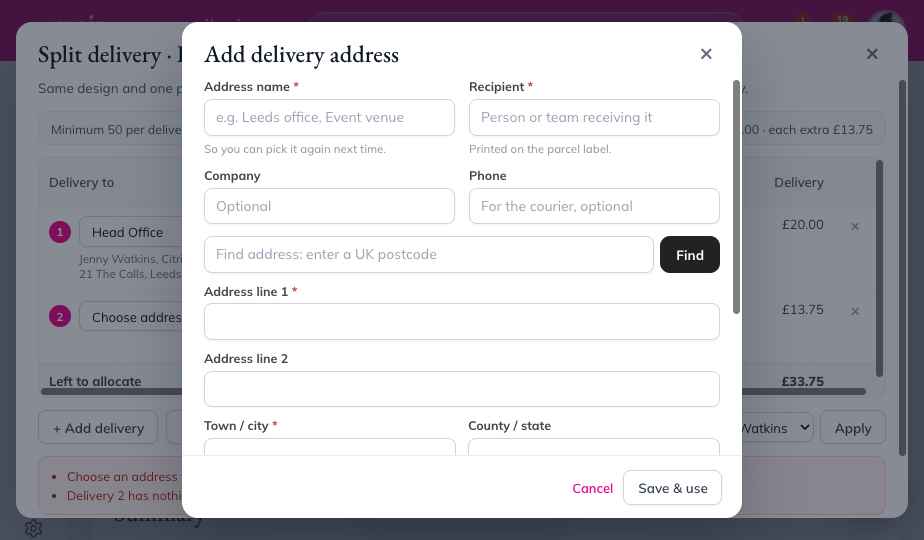 Split delivery ·
Add delivery address
×
×
Same design and one
Address name *
Recipient *
e.g. Leeds office, Event venue
Person or team receiving it
Minimum 50 per delive
.00 · each extra £13.75
So you can pick it again next time.
Printed on the parcel label.
Company
Phone
Delivery to
Delivery
Optional
For the courier, optional
1
Head Office
£20.00
×
Jenny Watkins, Citri
21 The Calls, Leeds
Find address: enter a UK postcode
Find
Address line 1 *
2
Choose addres
£13.75
×
Address line 2
Left to allocate
£33.75
+ Add delivery
Town / city *
County / state
Watkins
Apply
Choose an address
Delivery 2 has nothi
Cancel
Save & use
Summary